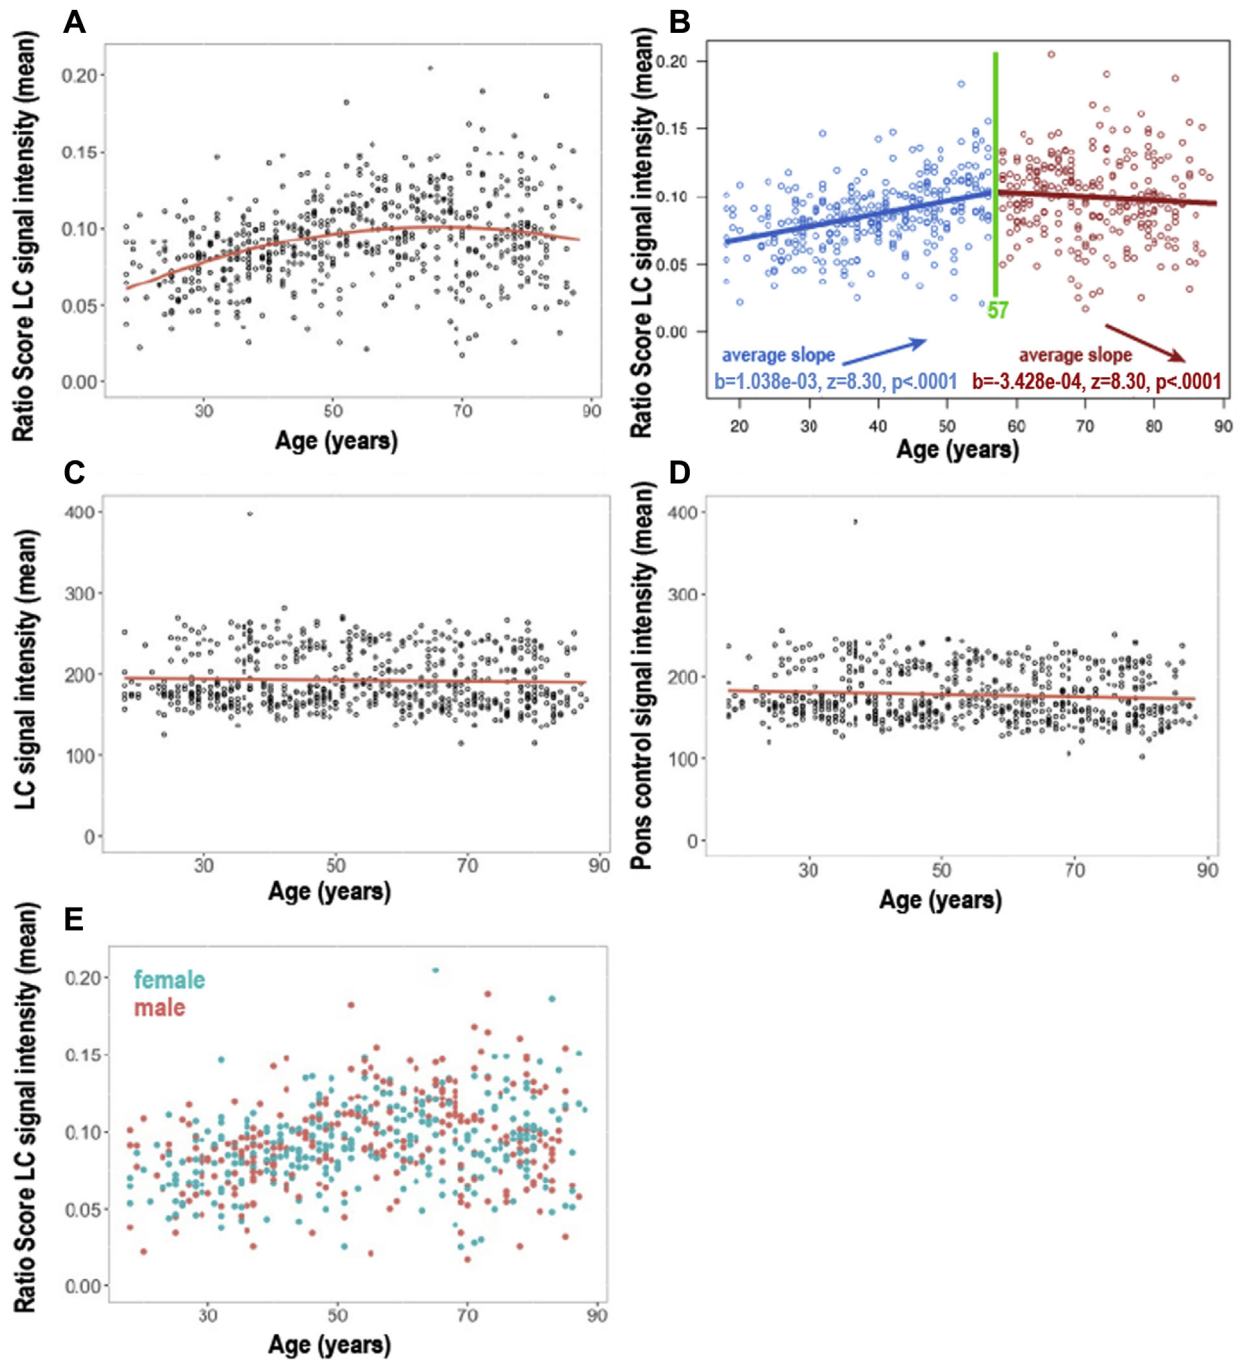 A
Ratio Score LC signal intensity (mean)
0.20
0.15
0.10
0.05
0.00
30 50 70 90
Age (years)
B
Ratio Score LC signal intensity (mean)
0.20
0.15
0.10
0.05
0.00
57
average slope
b=1.038e-03, z=8.30, p<.0001
average slope
b=-3.428e-04, z=8.30, p<.0001
20 30 40 50 60 70 80 90
Age (years)
C
LC signal intensity (mean)
400
300
200
100
0
30 50 70 90
Age (years)
D
Pons control signal intensity (mean)
400
300
200
100
0
30 50 70 90
Age (years)
E
Ratio Score LC signal intensity (mean)
female
male
0.20
0.15
0.10
0.05
0.00
30 50 70 90
Age (years)